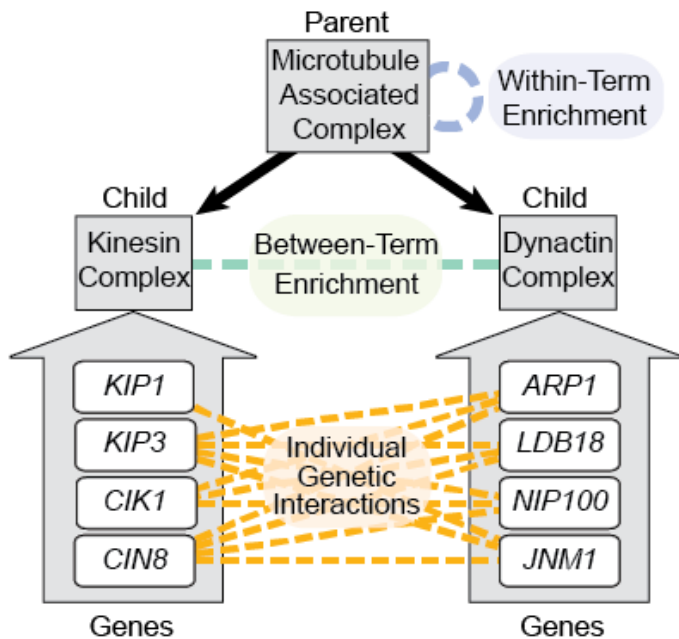 Parent
Microtubule
Associated
Complex
Within-Term
Enrichment
Child
Child
Kinesin
Complex
Between-Term
Enrichment
Dynactin
Complex
KIP1
KIP3
CIK1
CIN8
Individual
Genetic
Interactions
ARP1
LDB18
NIP100
JNM1
Genes
Genes